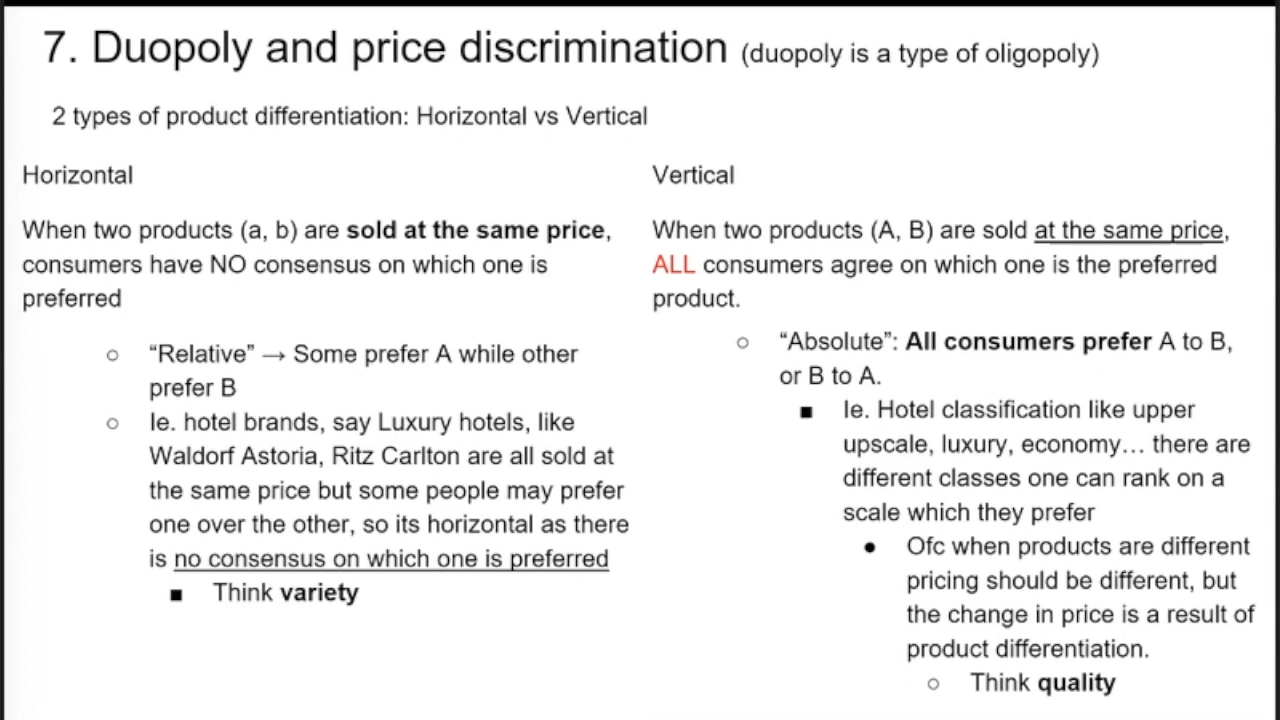 7. Duopoly and price discrimination (duopoly is a type of oligopoly)
2 types of product differentiation: Horizontal vs Vertical
Horizontal
When two products (a, b) are sold at the same price,
consumers have NO consensus on which one is
preferred
○ “Relative” → Some prefer A while other
prefer B
○ Ie. hotel brands, say Luxury hotels, like
Waldorf Astoria, Ritz Carlton are all sold at
the same price but some people may prefer
one over the other, so its horizontal as there
is no consensus on which one is preferred
■ Think variety
Vertical
When two products (A, B) are sold at the same price,
ALL consumers agree on which one is the preferred
product.
○ “Absolute”: All consumers prefer A to B,
or B to A.
■ Ie. Hotel classification like upper
upscale, luxury, economy… there are
different classes one can rank on a
scale which they prefer
● Ofc when products are different
pricing should be different, but
the change in price is a result of
product differentiation.
○ Think quality